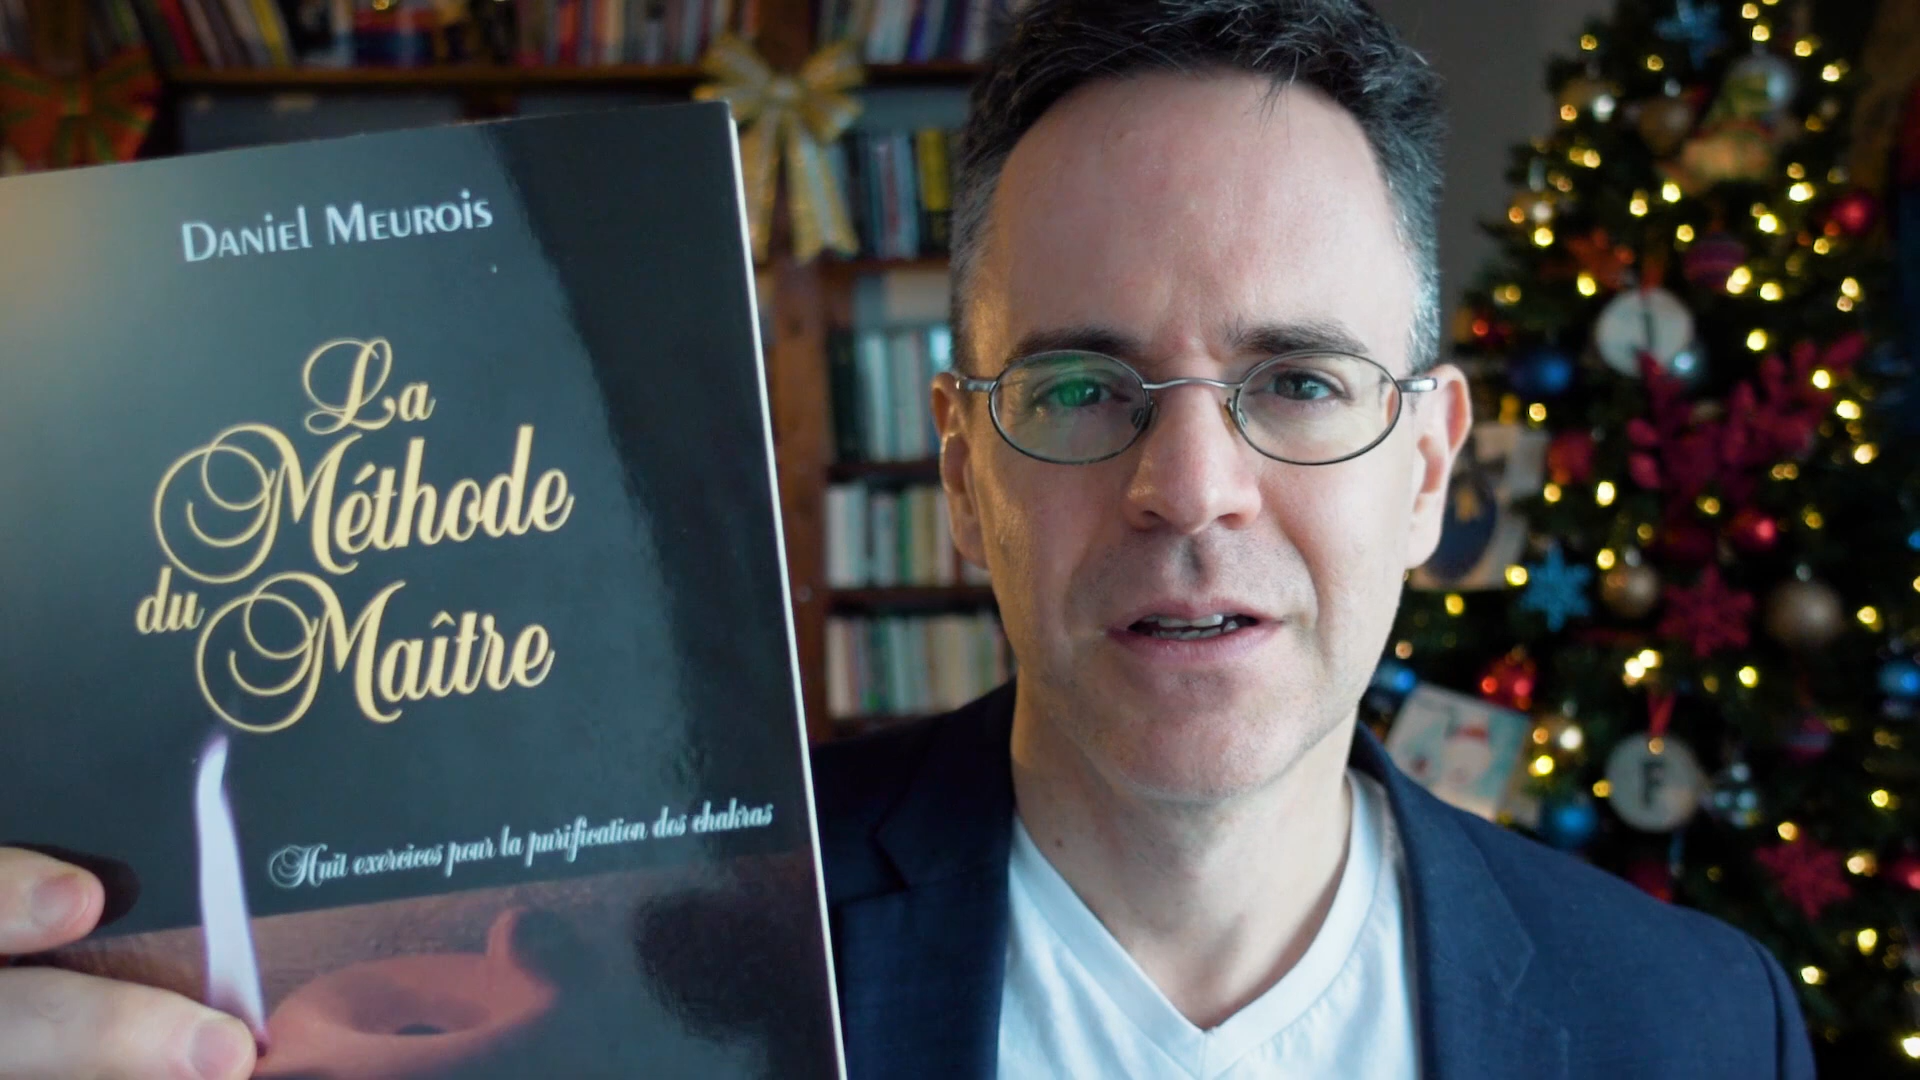 Daniel Meurois
La
Méthode
du Maître
Huit exercices pour la purification des chakras
F